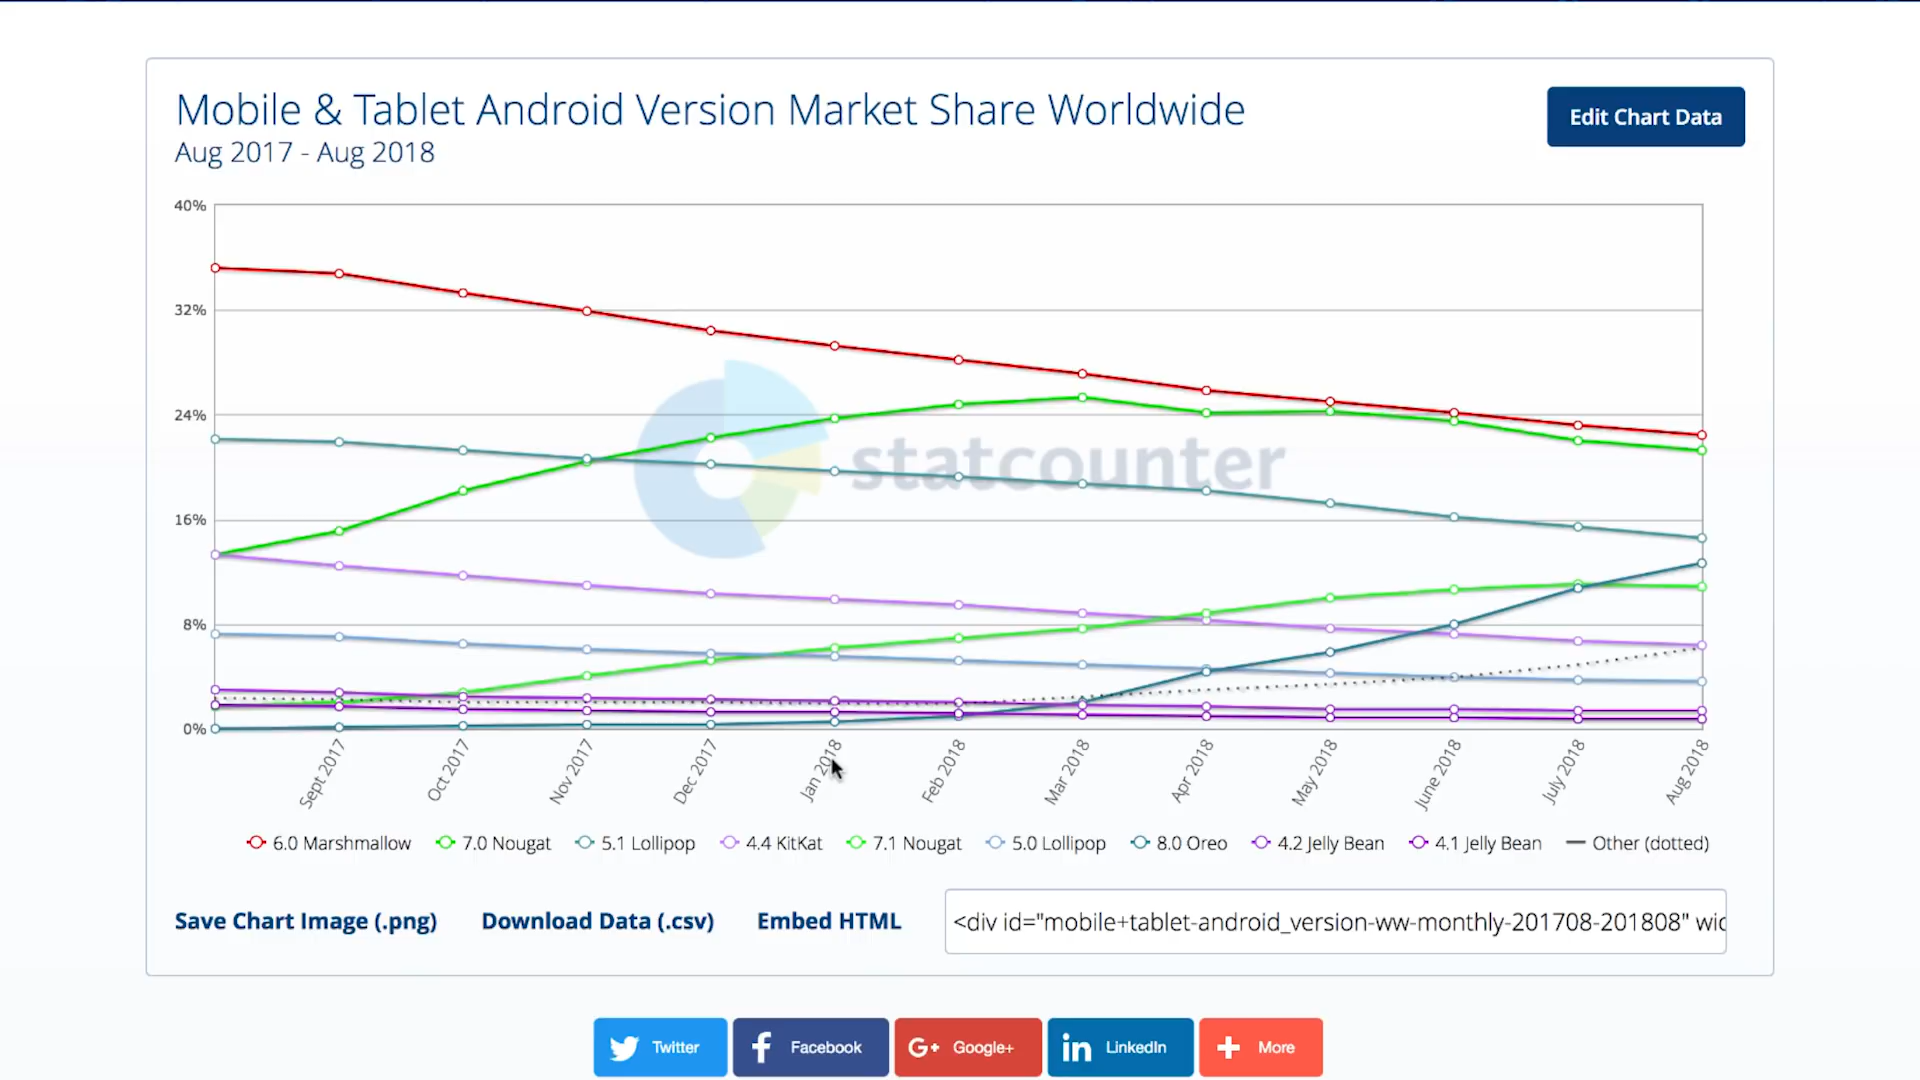 Mobile & Tablet Android Version Market Share Worldwide
Aug 2017 - Aug 2018
Edit Chart Data
40%
32%
24%
16%
8%
0%
statcounter
Sept 2017
Oct 2017
Nov 2017
Dec 2017
Jan 2018
Feb 2018
Mar 2018
Apr 2018
May 2018
June 2018
July 2018
Aug 2018
6.0 Marshmallow 7.0 Nougat 5.1 Lollipop 4.4 KitKat 7.1 Nougat 5.0 Lollipop 8.0 Oreo 4.2 Jelly Bean 4.1 Jelly Bean Other (dotted)
Save Chart Image (.png) Download Data (.csv) Embed HTML <div id="mobile+tablet-android_version-ww-monthly-201708-201808" wid
Twitter Facebook G+ Google+ in LinkedIn More